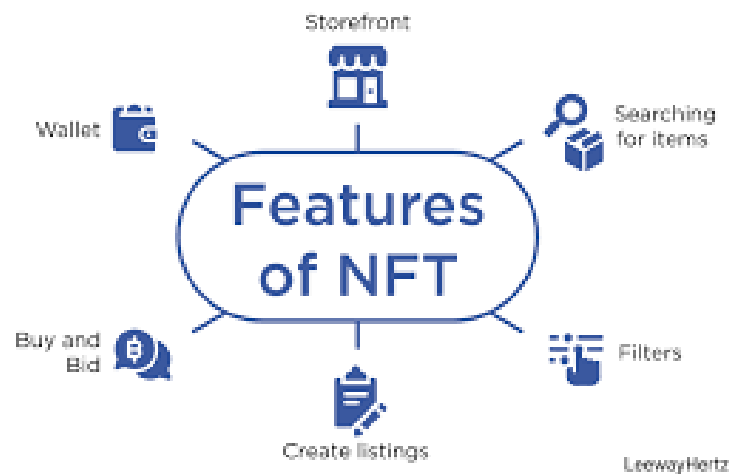 Storefront
Wallet
Searching
for items
Features
of NFT
Buy and
Bid
Filters
Create listings
LeewayHertz